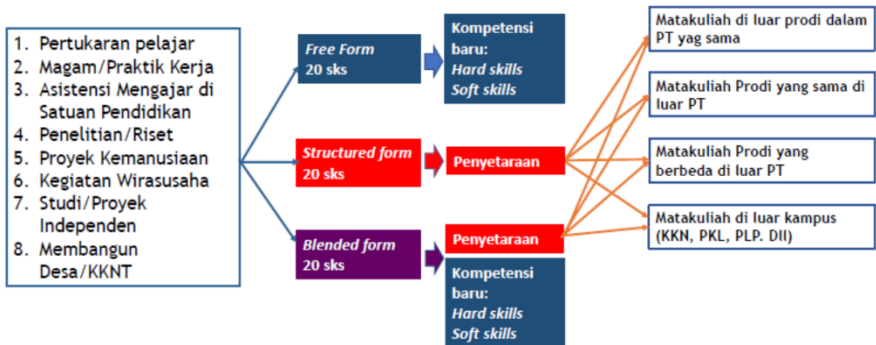 1. Pertukaran pelajar
2. Magam/Praktik Kerja
3. Asistensi Mengajar di
Satuan Pendidikan
4. Penelitian/Riset
5. Proyek Kemanusiaan
6. Kegiatan Wirasusaha
7. Studi/Proyek
Independen
8. Membangun
Desa/KKNT
Free Form
20 sks
Kompetensi
baru:
Hard skills
Soft skills
Structured form
20 sks
Penyetaraan
Blended form
20 sks
Penyetaraan
Kompetensi
baru:
Hard skills
Soft skills
Matakuliah di luar prodi dalam
PT yag sama
Matakuliah Prodi yang sama di
luar PT
Matakuliah Prodi yang
berbeda di luar PT
Matakuliah di luar kampus
(KKN, PKL, PLP. Dll)